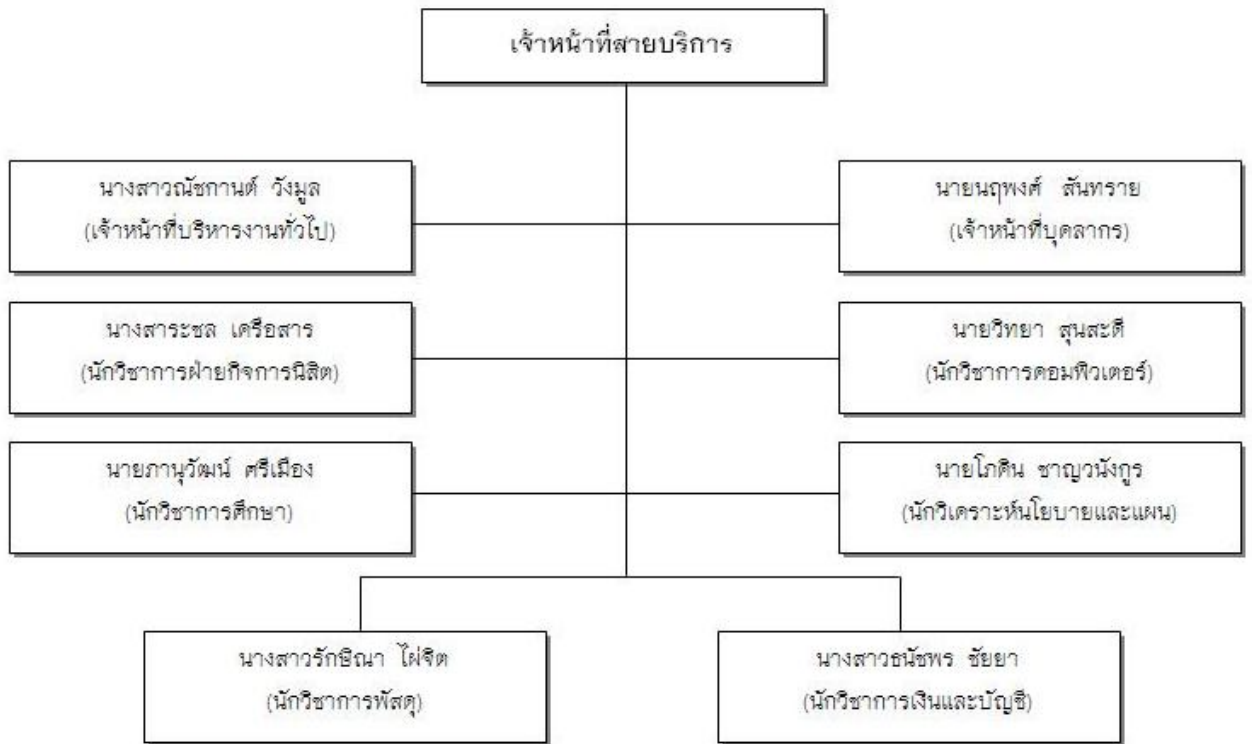 เจ้าหน้าที่สายบริการ
นางสาวณัชกานต์ วังมูล
(เจ้าหน้าที่บริหารงานทั่วไป)
นายนฤพงศ์ สันทราย
(เจ้าหน้าที่บุคลากร)
นางสาระชล เครือสาร
(นักวิชาการฝ่ายกิจการนิสิต)
นายวิทยา สุนสะดี
(นักวิชาการคอมพิวเตอร์)
นายภานุวัฒน์ ศรีเมือง
(นักวิชาการศึกษา)
นายโภคิน ชาญวนังกูร
(นักวิเคราะห์นโยบายและแผน)
นางสาวรักษิณา ไผ่จิต
(นักวิชาการพัสดุ)
นางสาวธนัชพร ชัยยา
(นักวิชาการเงินและบัญชี)